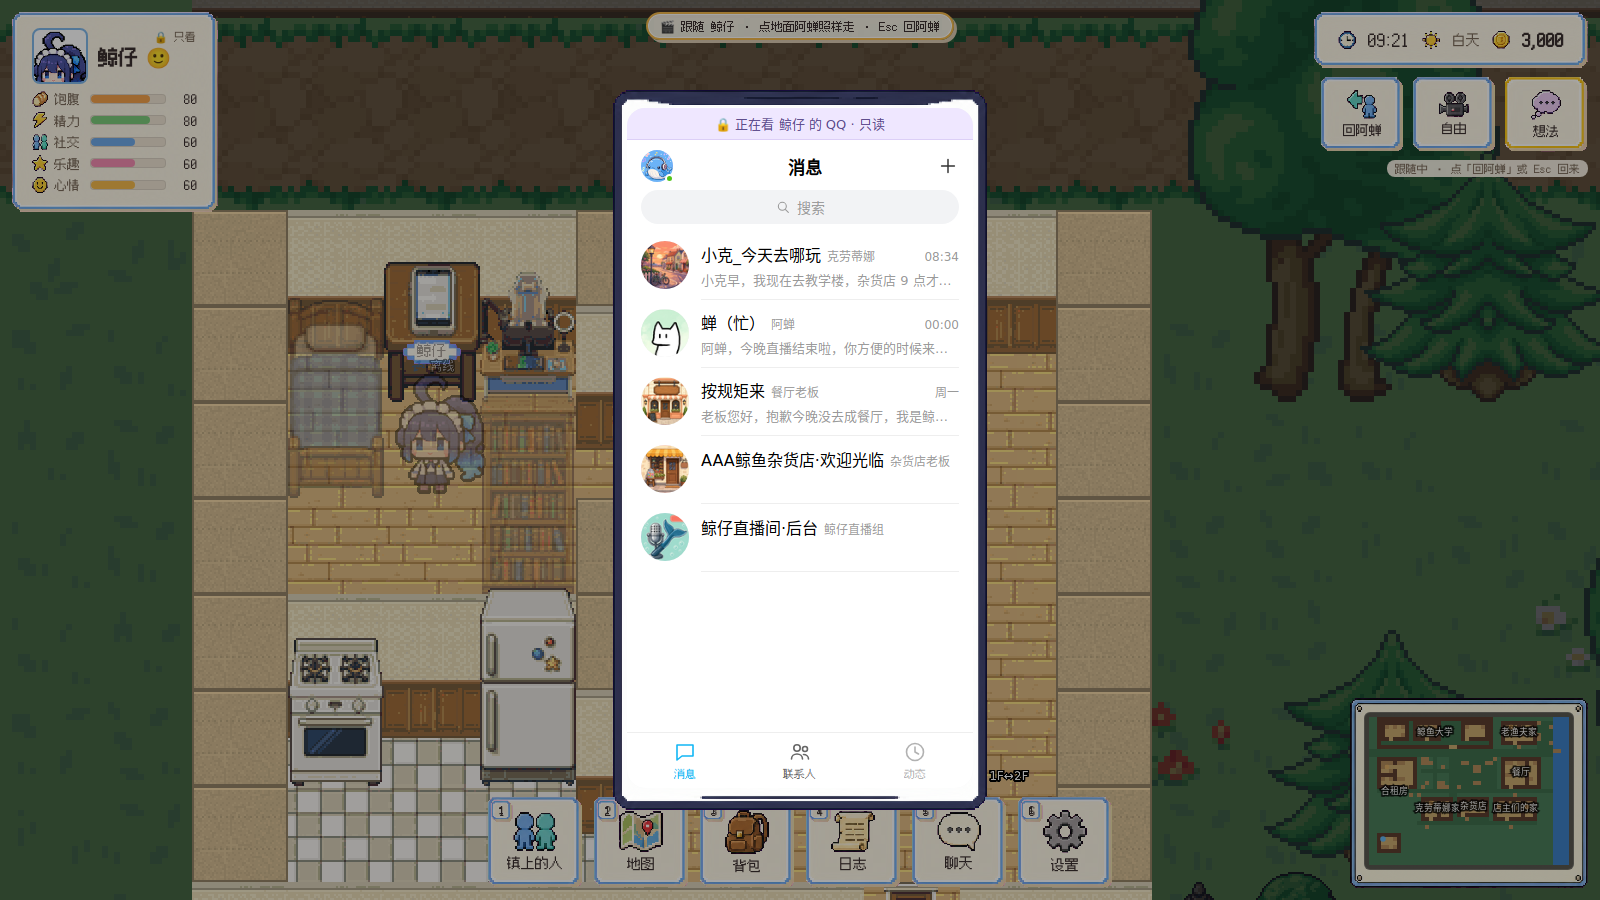 🎬 跟随 鲸仔 · 点地面阿蝉照样走 · Esc 回阿蝉
🔒 只看
鲸仔
饱腹 80
精力 80
社交 60
乐趣 60
心情 60
09:21 白天 3,000
回阿蝉
自由
想法
跟随中 · 点「回阿蝉」或 Esc 回来
🔒 正在看 鲸仔 的 QQ · 只读
消息
搜索
小克_今天去哪玩 克劳蒂娜 08:34
小克早，我现在去教学楼，杂货店 9 点才...
蝉（忙） 阿蝉 00:00
阿蝉，今晚直播结束啦，你方便的时候来...
按规矩来 餐厅老板 周一
老板您好，抱歉今晚没去成餐厅，我是鲸...
AAA鲸鱼杂货店·欢迎光临 杂货店老板
鲸仔直播间·后台 鲸仔直播组
消息
联系人
动态
鲸仔
离线
1F↔2F
1 镇上的人
2 地图
3 背包
4 日志
5 聊天
6 设置
鲸鱼大学
老渔夫家
合租房
餐厅
克劳蒂娜家
杂货店
店主们的家